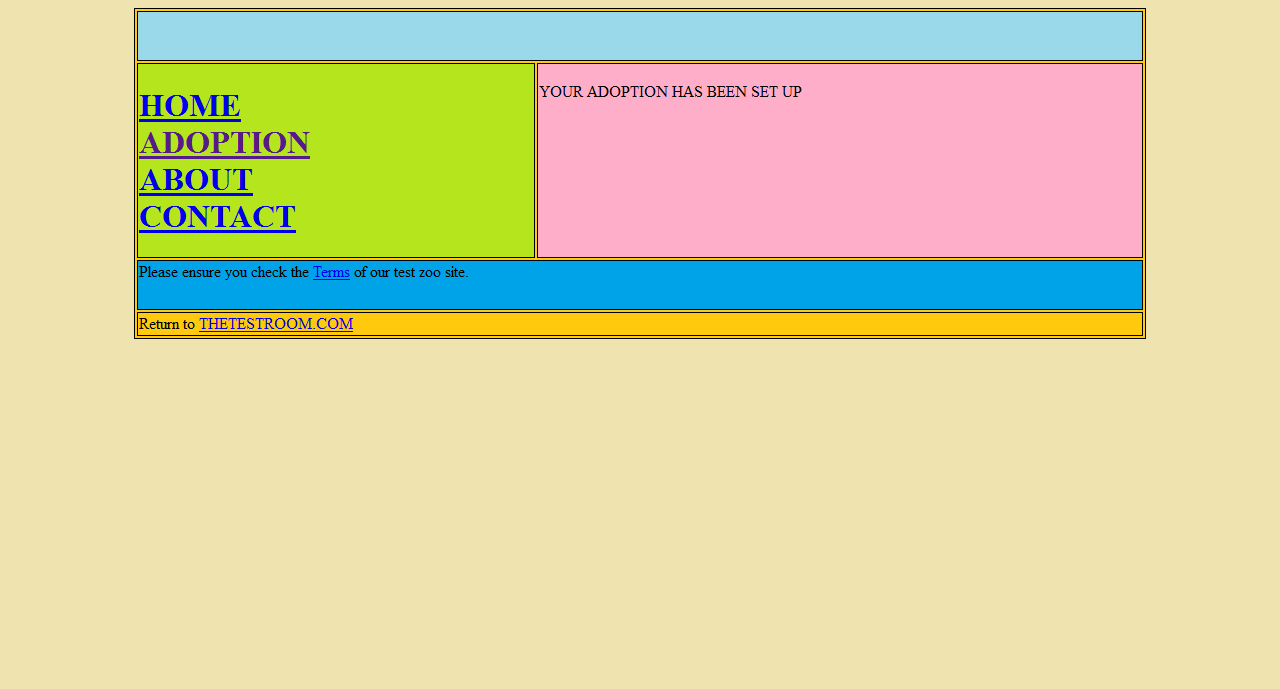 HOME
ADOPTION
ABOUT
CONTACT
YOUR ADOPTION HAS BEEN SET UP
Please ensure you check the Terms of our test zoo site.
Return to THETESTROOM.COM